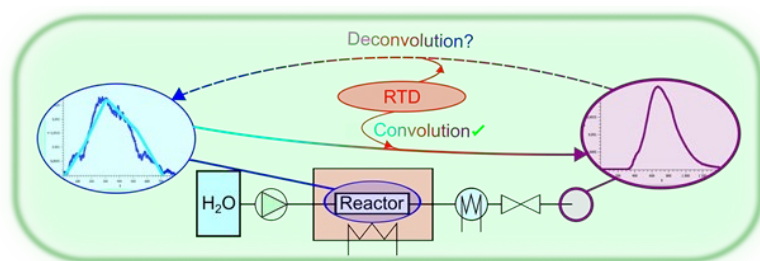 Deconvolution?
RTD
Convolution✓
H₂O
Reactor